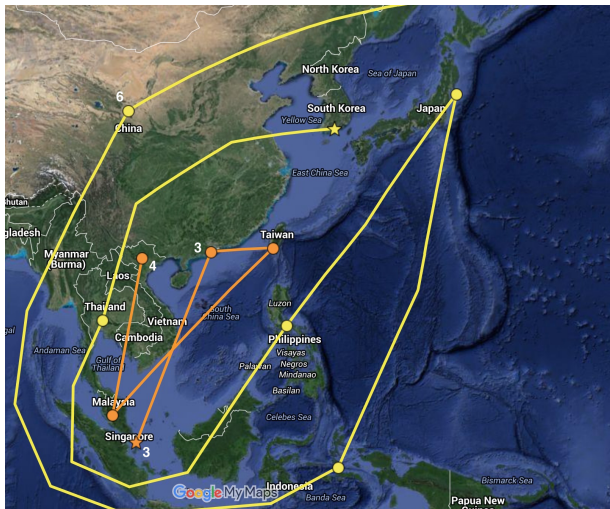 North Korea
Sea of Japan
6
South Korea
Japan
Yellow Sea
China
East China Sea
Bhutan
gladesh
Taiwan
3
Myanmar
(Burma)
4
Laos
Thailand
Luzon
South
China Sea
Vietnam
gal
Philippines
Cambodia
Andaman Sea
Visayas
Gulf of
Thailand
Negros
Palawan
Mindanao
Basilan
Malaysia
Celebes Sea
Singapore
3
Indonesia
Bismarck Sea
Google My Maps
Banda Sea
Papua New
Guinea